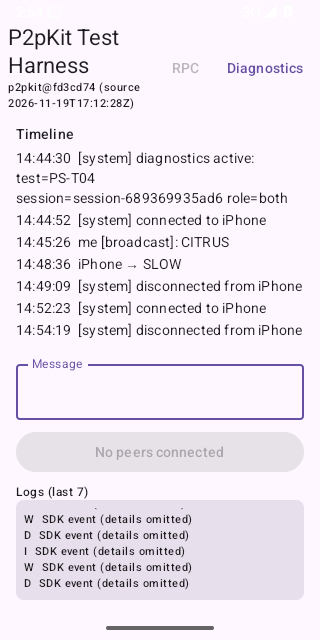 P2pKit Test
Harness
RPC
Diagnostics
p2pkit@fd3cd74 (source
2026-11-19T17:12:28Z)
Timeline
14:44:30 [system] diagnostics active:
test=PS-T04
session=session-689369935ad6 role=both
14:44:52 [system] connected to iPhone
14:45:26 me [broadcast]: CITRUS
14:48:36 iPhone → SLOW
14:49:09 [system] disconnected from iPhone
14:52:23 [system] connected to iPhone
14:54:19 [system] disconnected from iPhone
Message
No peers connected
Logs (last 7)
W SDK event (details omitted)
D SDK event (details omitted)
I SDK event (details omitted)
W SDK event (details omitted)
D SDK event (details omitted)